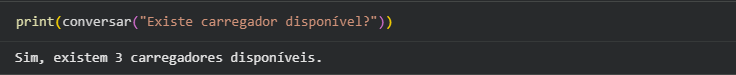 print(conversar("Existe carregador disponível?"))
Sim, existem 3 carregadores disponíveis.